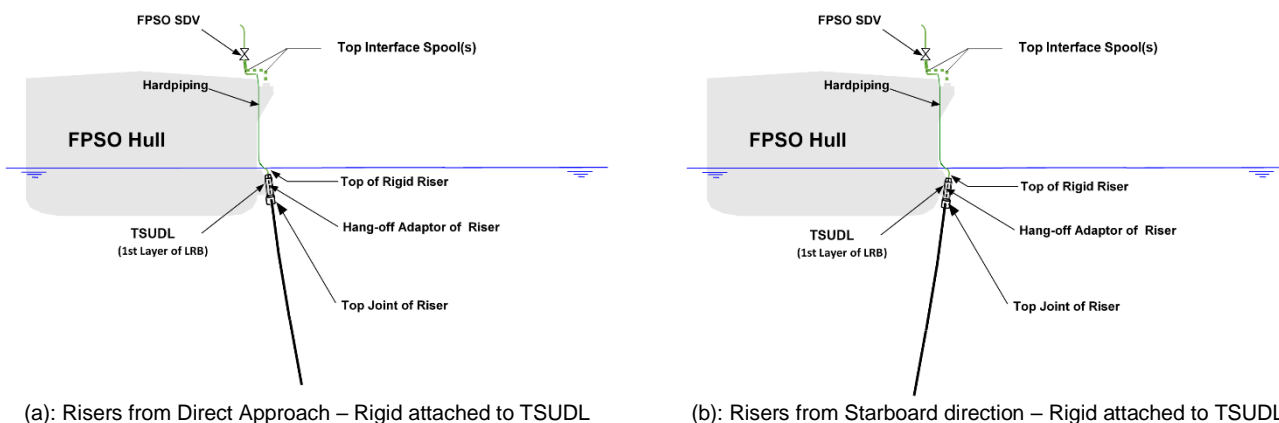 FPSO SDV
Top Interface Spool(s)
Hardpiping
FPSO Hull
Top of Rigid Riser
Hang-off Adaptor of Riser
TSUDL
(1st Layer of LRB)
Top Joint of Riser
(a): Risers from Direct Approach – Rigid attached to TSUDL
FPSO SDV
Top Interface Spool(s)
Hardpiping
FPSO Hull
Top of Rigid Riser
Hang-off Adaptor of Riser
TSUDL
(1st Layer of LRB)
Top Joint of Riser
(b): Risers from Starboard direction – Rigid attached to TSUDL